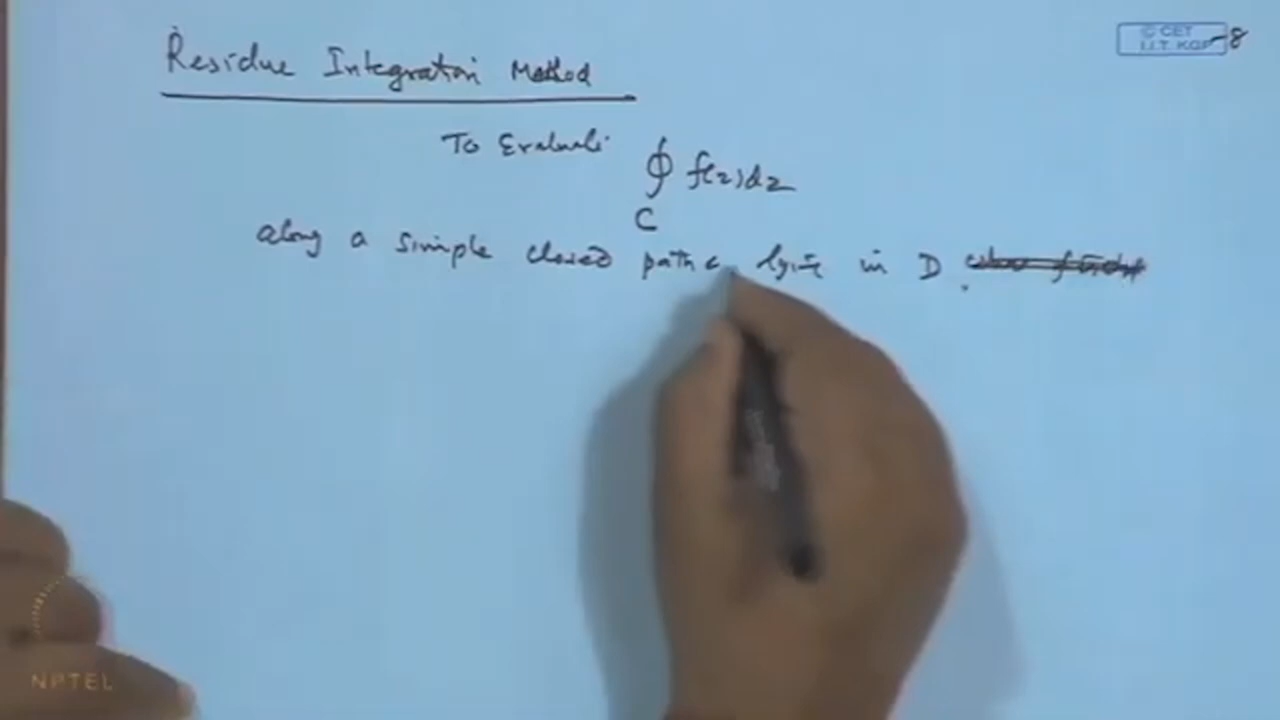 © CET
I.I.T. KGP -8
Residue Integration Method
To Evaluate ∮ f(z)dz
C
along a simple closed path c lying in D.
NPTEL